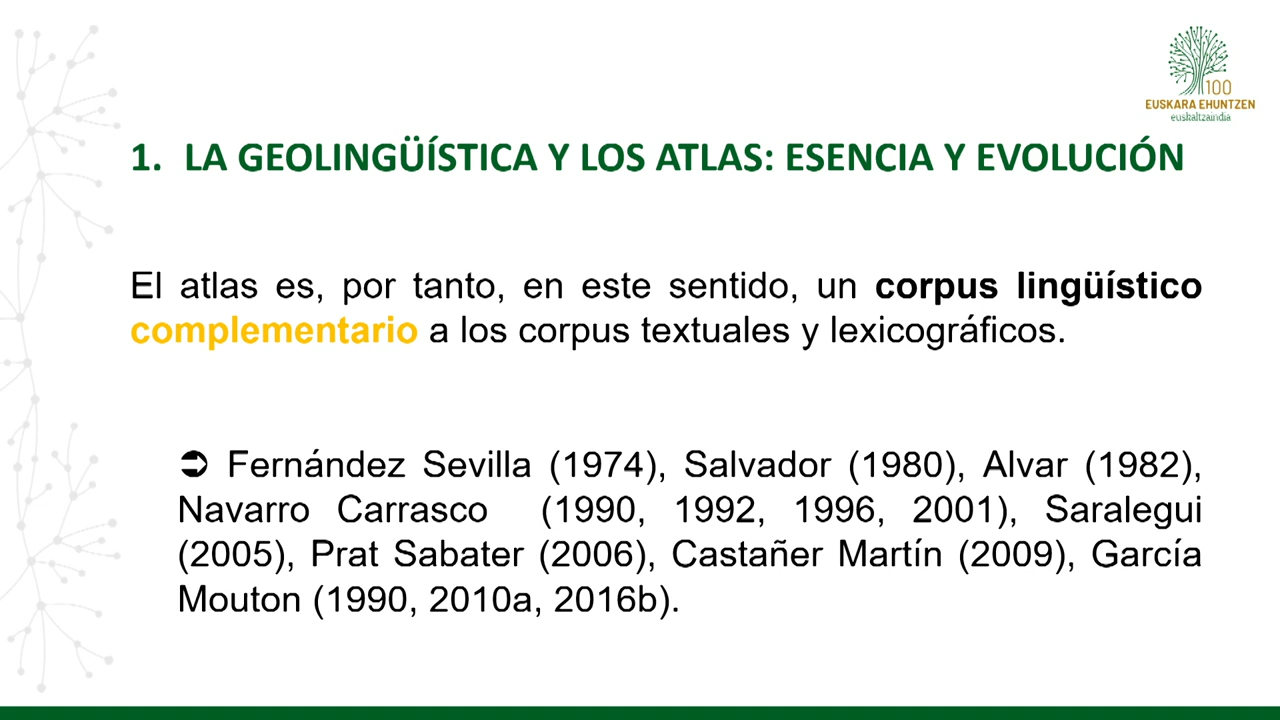 100
EUSKARA EHUNTZEN
euskaltzaindia
1. LA GEOLINGÜÍSTICA Y LOS ATLAS: ESENCIA Y EVOLUCIÓN
El atlas es, por tanto, en este sentido, un corpus lingüístico
complementario a los corpus textuales y lexicográficos.
➲ Fernández Sevilla (1974), Salvador (1980), Alvar (1982),
Navarro Carrasco (1990, 1992, 1996, 2001), Saralegui
(2005), Prat Sabater (2006), Castañer Martín (2009), García
Mouton (1990, 2010a, 2016b).